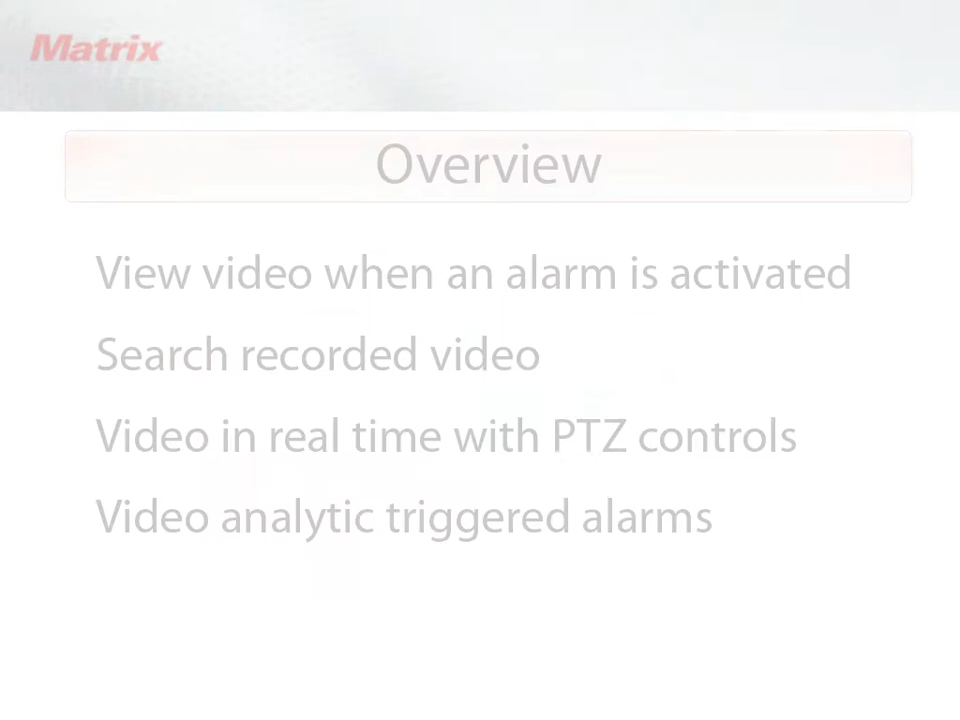 Matrix
Overview
View video when an alarm is activated
Search recorded video
Video in real time with PTZ controls
Video analytic triggered alarms